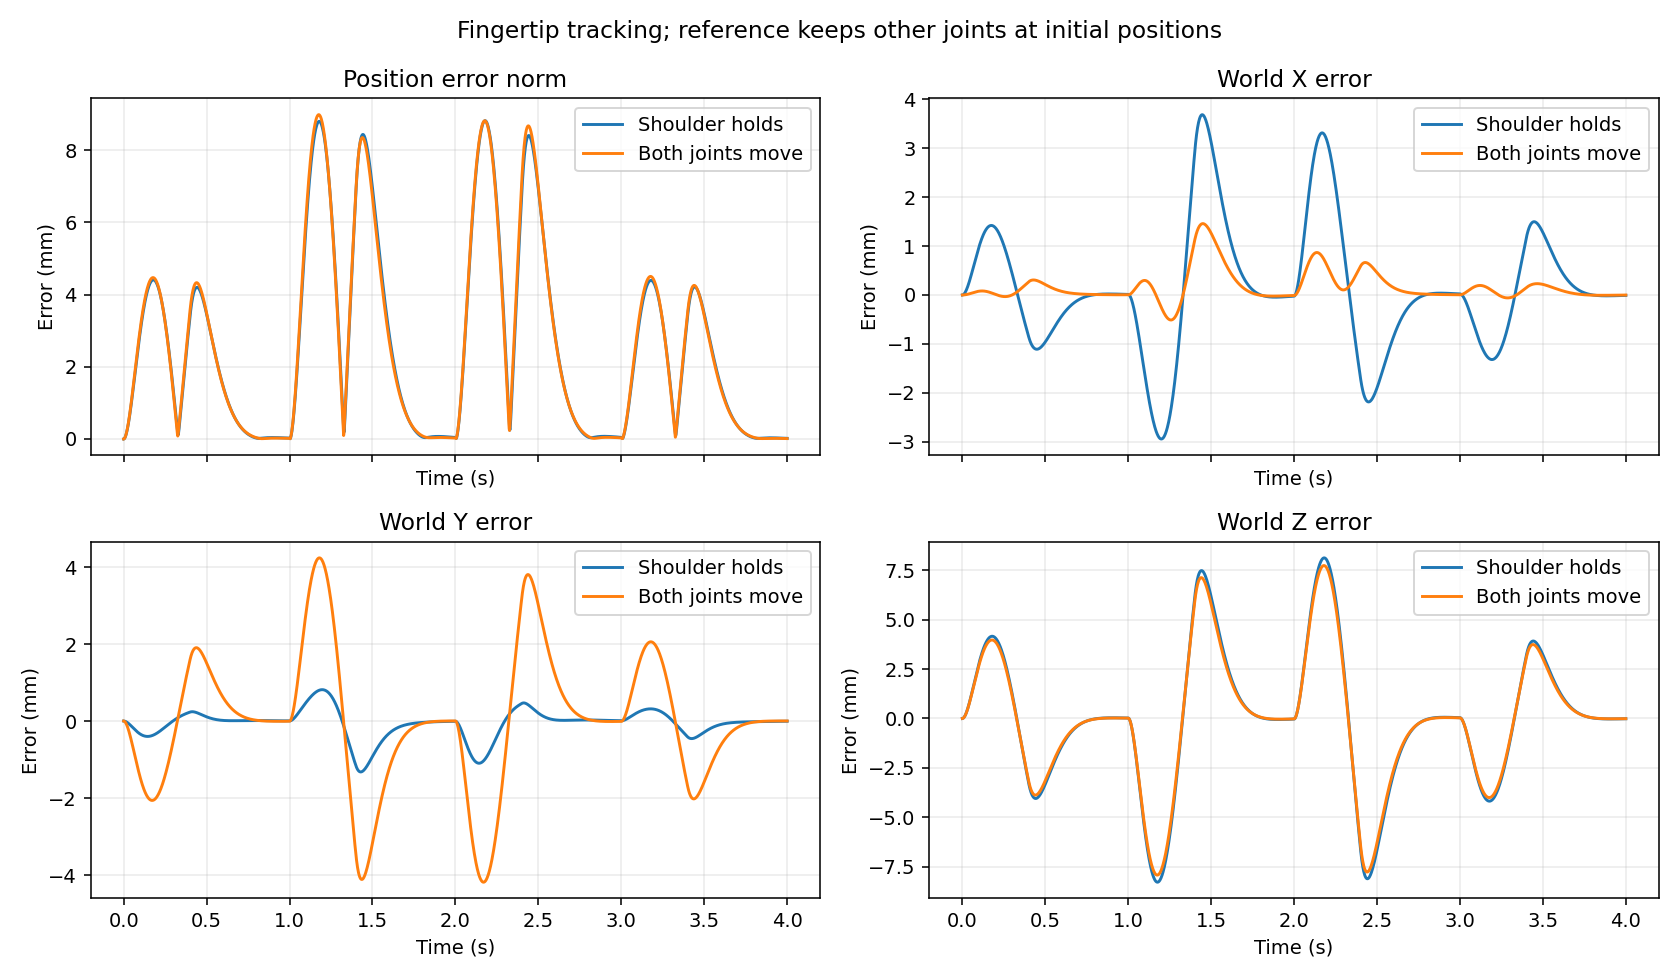 Fingertip tracking; reference keeps other joints at initial positions
Position error norm
Error (mm)
8
6
4
2
0
Shoulder holds
Both joints move
Time (s)
World X error
Error (mm)
4
3
2
1
0
−1
−2
−3
Shoulder holds
Both joints move
Time (s)
World Y error
Error (mm)
4
2
0
−2
−4
Shoulder holds
Both joints move
0.0 0.5 1.0 1.5 2.0 2.5 3.0 3.5 4.0
Time (s)
World Z error
Error (mm)
7.5
5.0
2.5
0.0
−2.5
−5.0
−7.5
Shoulder holds
Both joints move
0.0 0.5 1.0 1.5 2.0 2.5 3.0 3.5 4.0
Time (s)